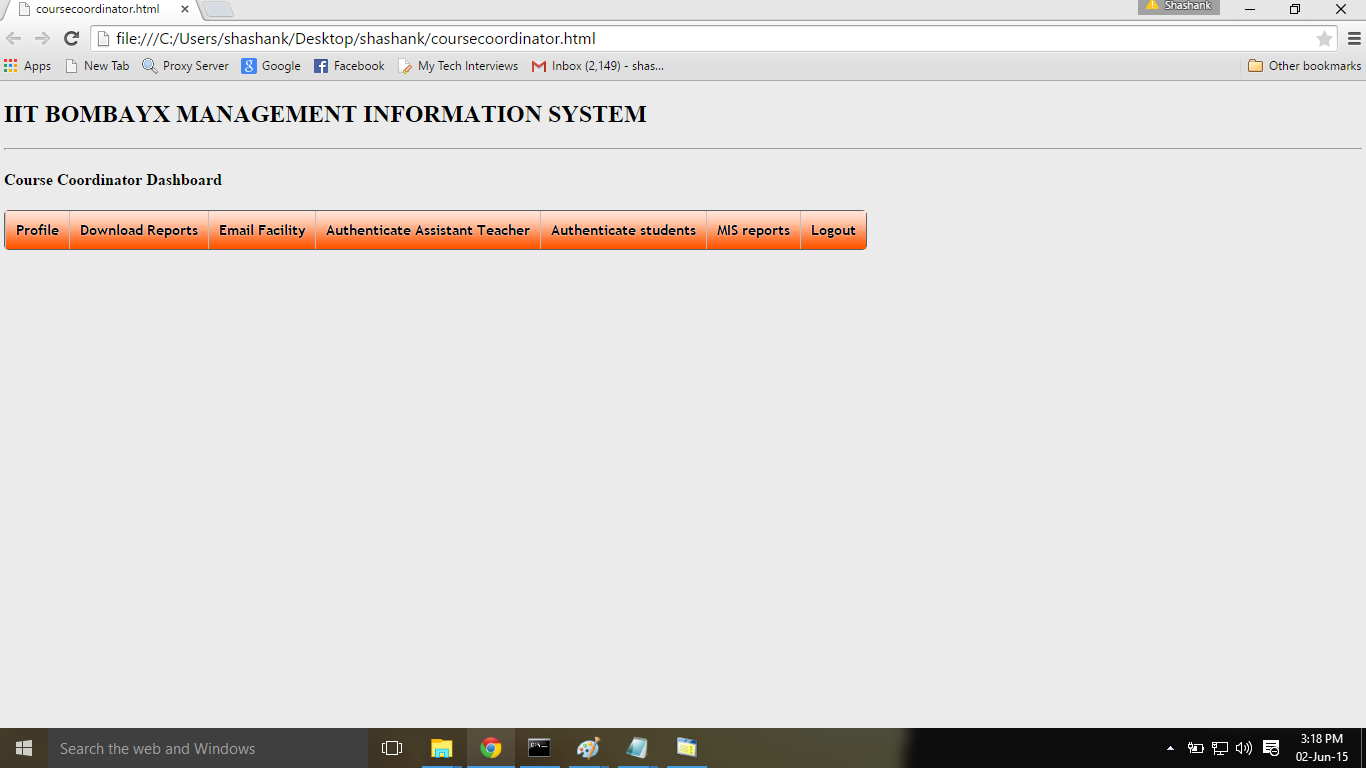 coursecoordinator.html
Shashank
file:///C:/Users/shashank/Desktop/shashank/coursecoordinator.html
Apps New Tab Proxy Server Google Facebook My Tech Interviews Inbox (2,149) - shas... Other bookmarks
IIT BOMBAYX MANAGEMENT INFORMATION SYSTEM
Course Coordinator Dashboard
Profile Download Reports Email Facility Authenticate Assistant Teacher Authenticate students MIS reports Logout
Search the web and Windows
3:18 PM
02-Jun-15